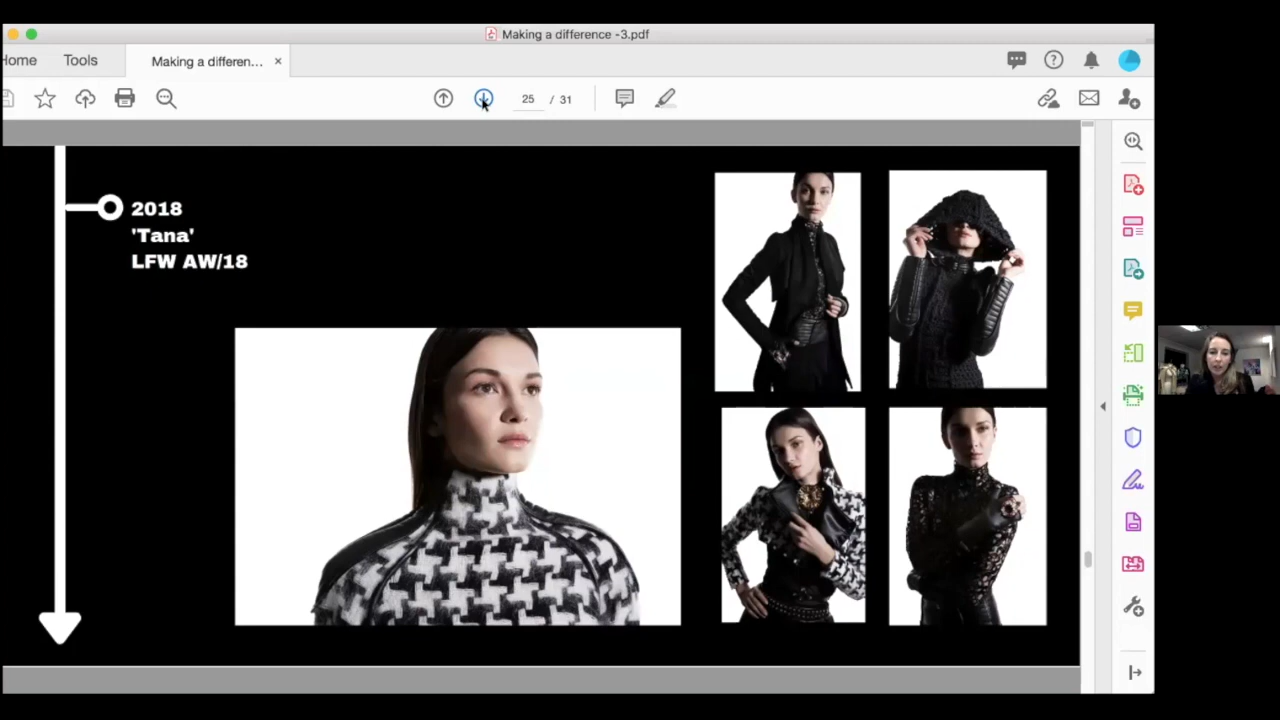 Making a difference -3.pdf
Home
Tools
Making a differen...
25 / 31
2018
'Tana'
LFW AW/18